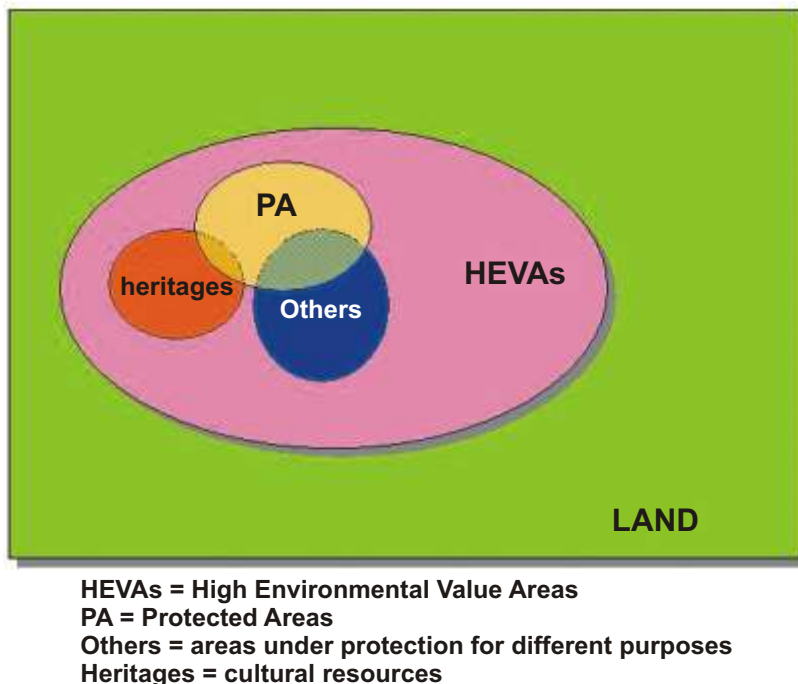 PA
heritages
HEVAs
Others
LAND
HEVAs = High Environmental Value Areas
PA = Protected Areas
Others = areas under protection for different purposes
Heritages = cultural resources